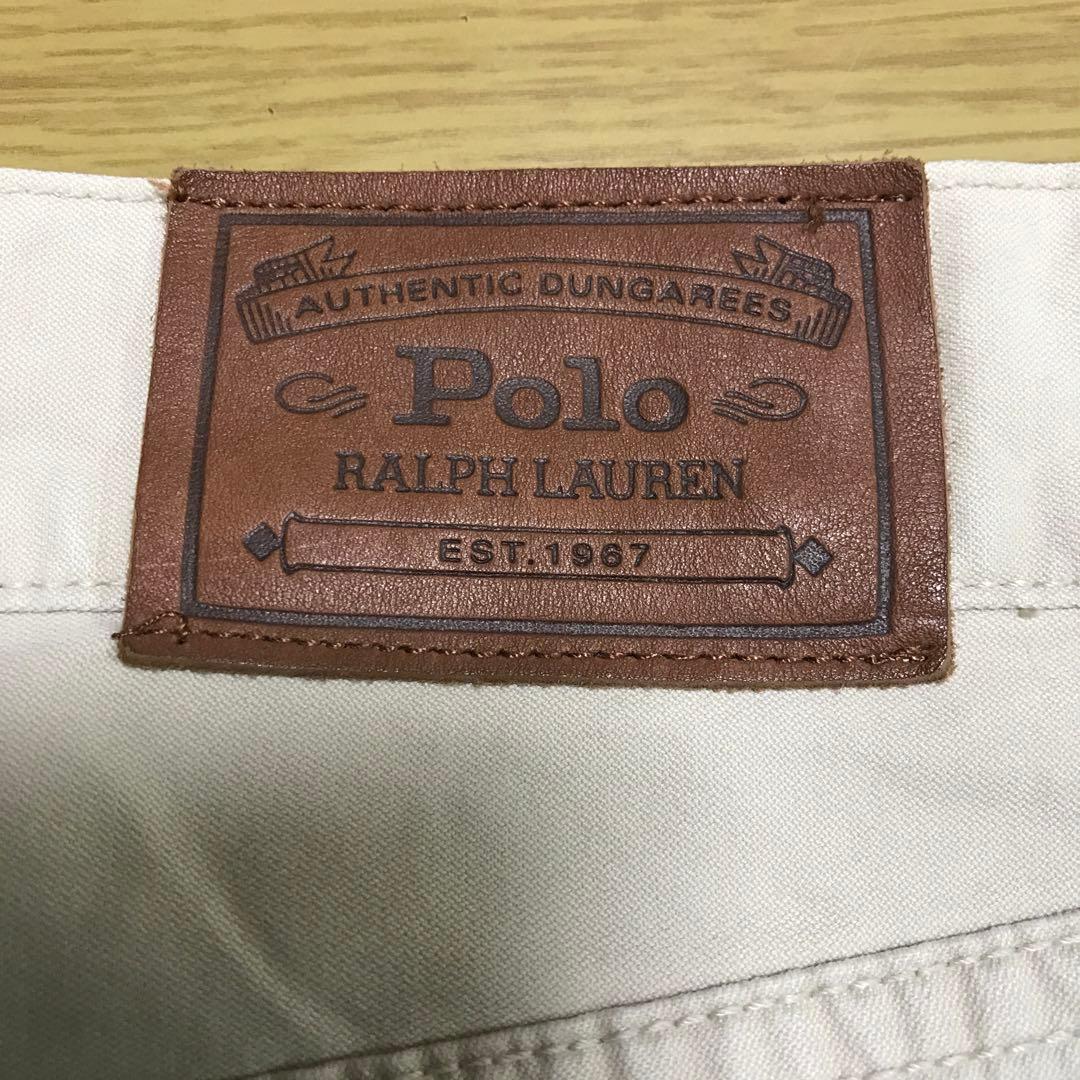 AUTHENTIC DUNGAREES
Polo
RALPH LAUREN
EST. 1967